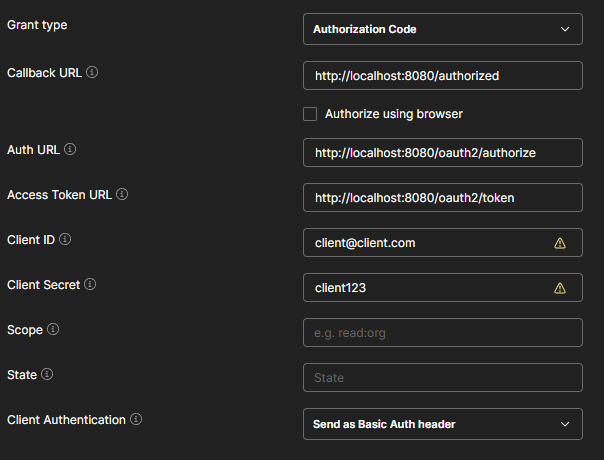 Grant type
Authorization Code
Callback URL
http://localhost:8080/authorized
Authorize using browser
Auth URL
http://localhost:8080/oauth2/authorize
Access Token URL
http://localhost:8080/oauth2/token
Client ID
client@client.com
Client Secret
client123
Scope
e.g. read:org
State
State
Client Authentication
Send as Basic Auth header